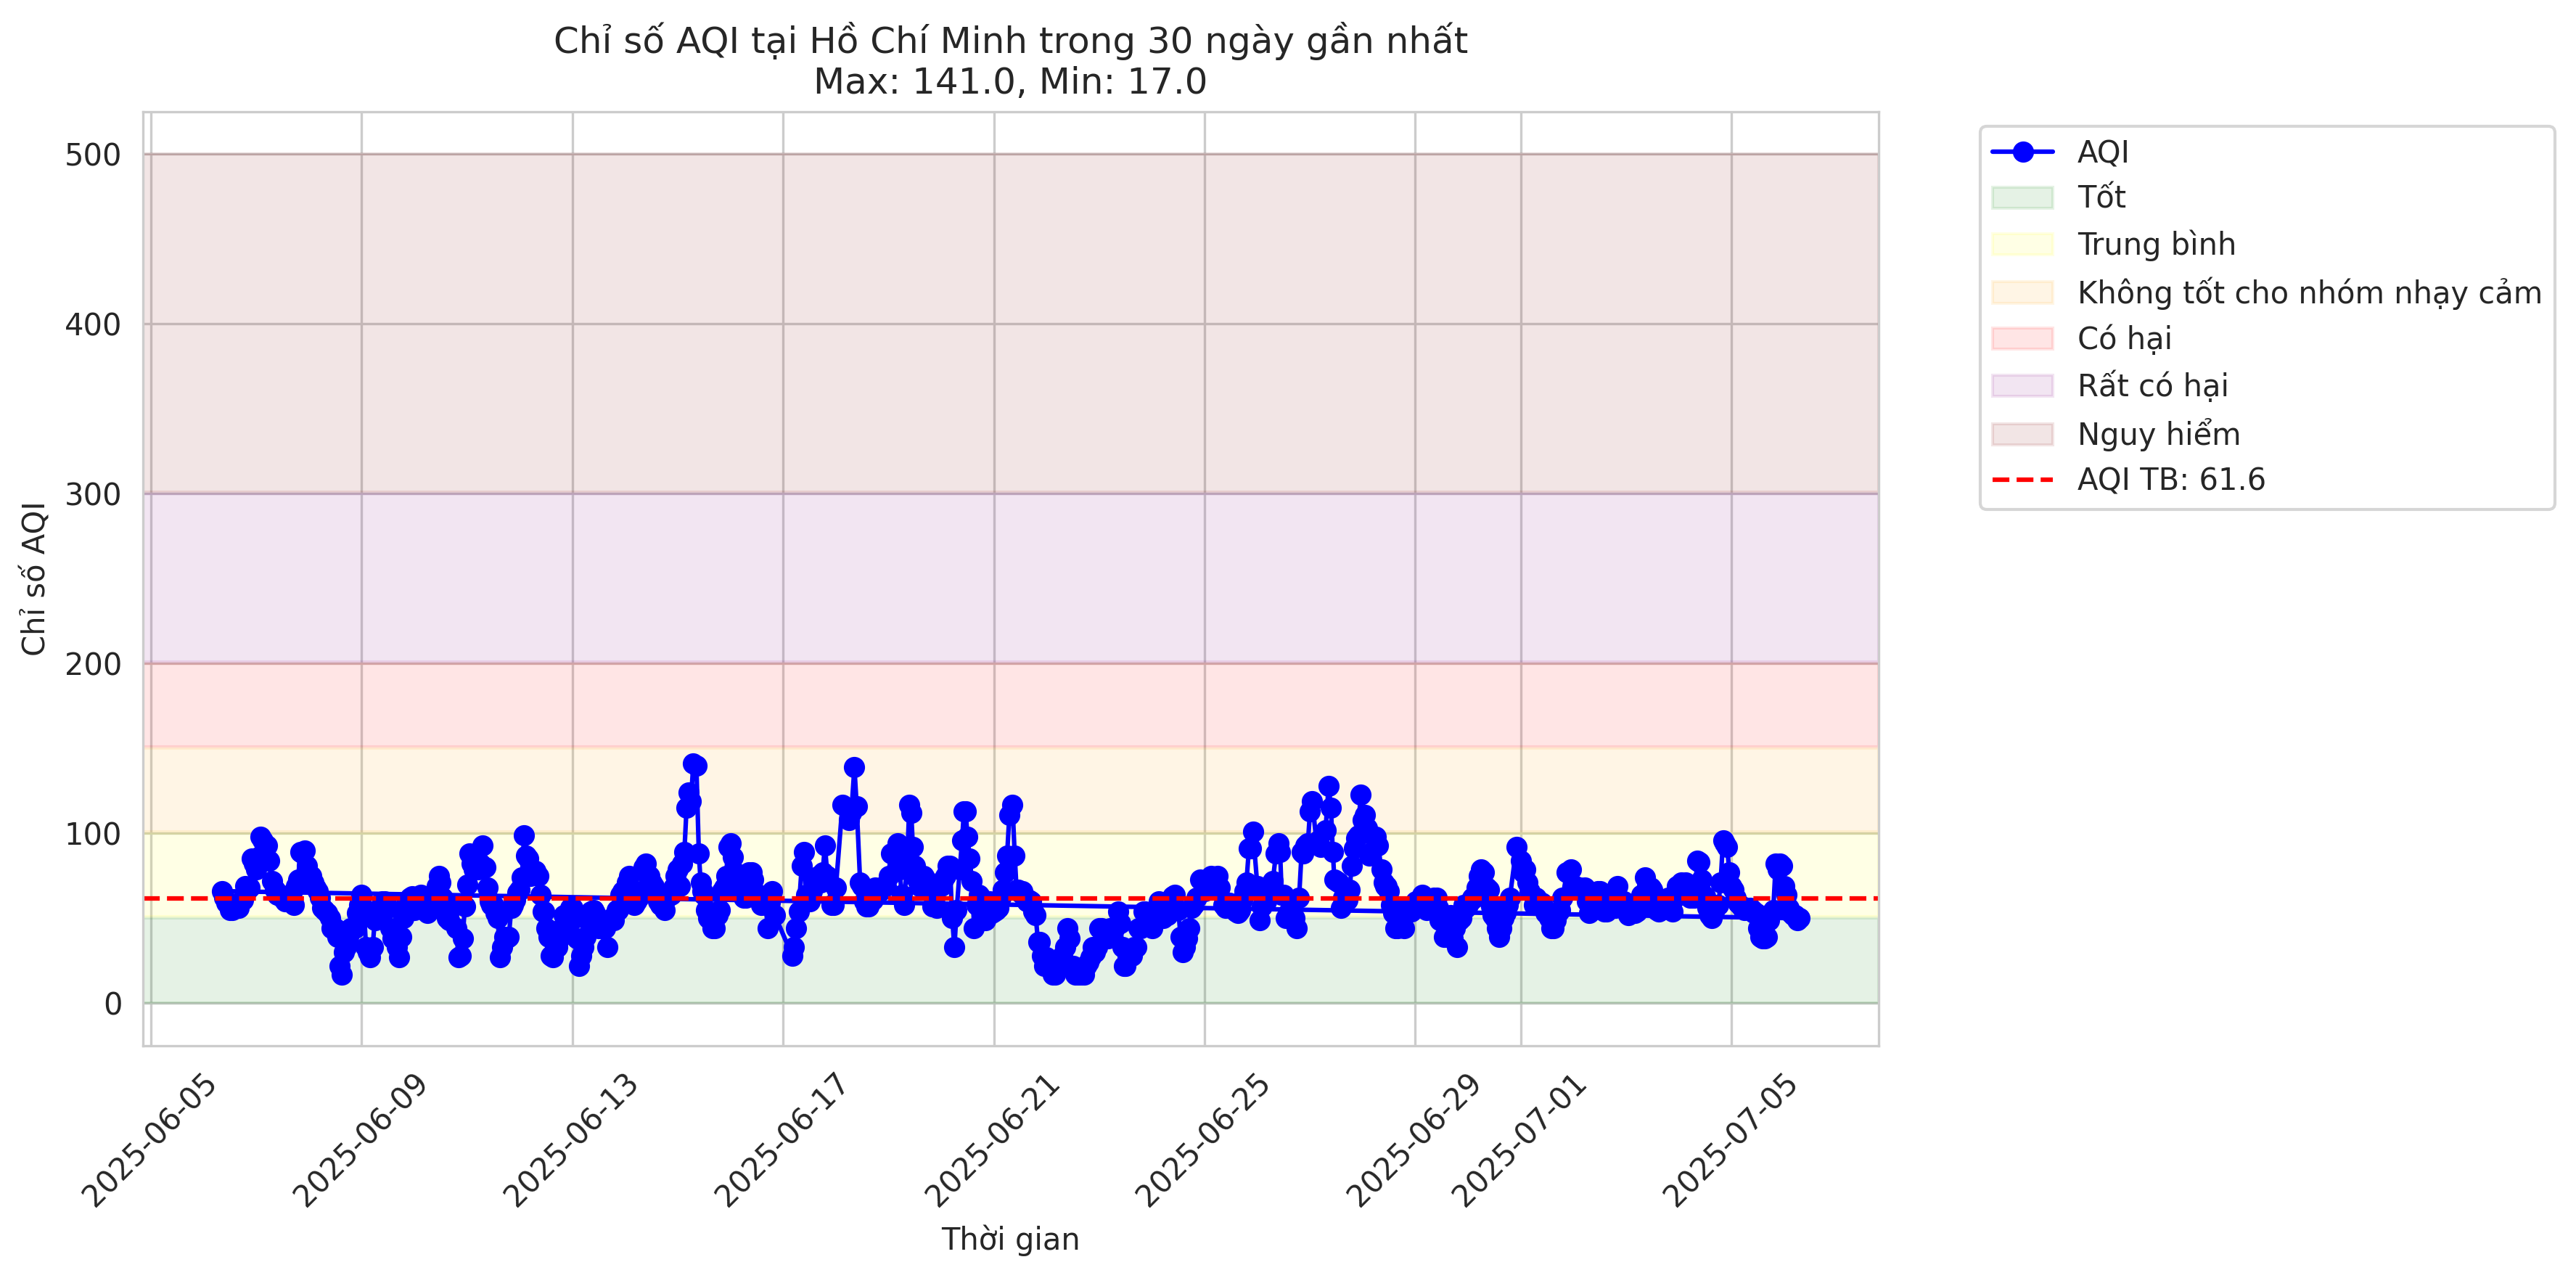 Chỉ số AQI tại Hồ Chí Minh trong 30 ngày gần nhất
Max: 141.0, Min: 17.0
Chỉ số AQI
500
400
300
200
100
0
2025-06-05
2025-06-09
2025-06-13
2025-06-17
2025-06-21
2025-06-25
2025-06-29
2025-07-01
2025-07-05
Thời gian
AQI
Tốt
Trung bình
Không tốt cho nhóm nhạy cảm
Có hại
Rất có hại
Nguy hiểm
AQI TB: 61.6